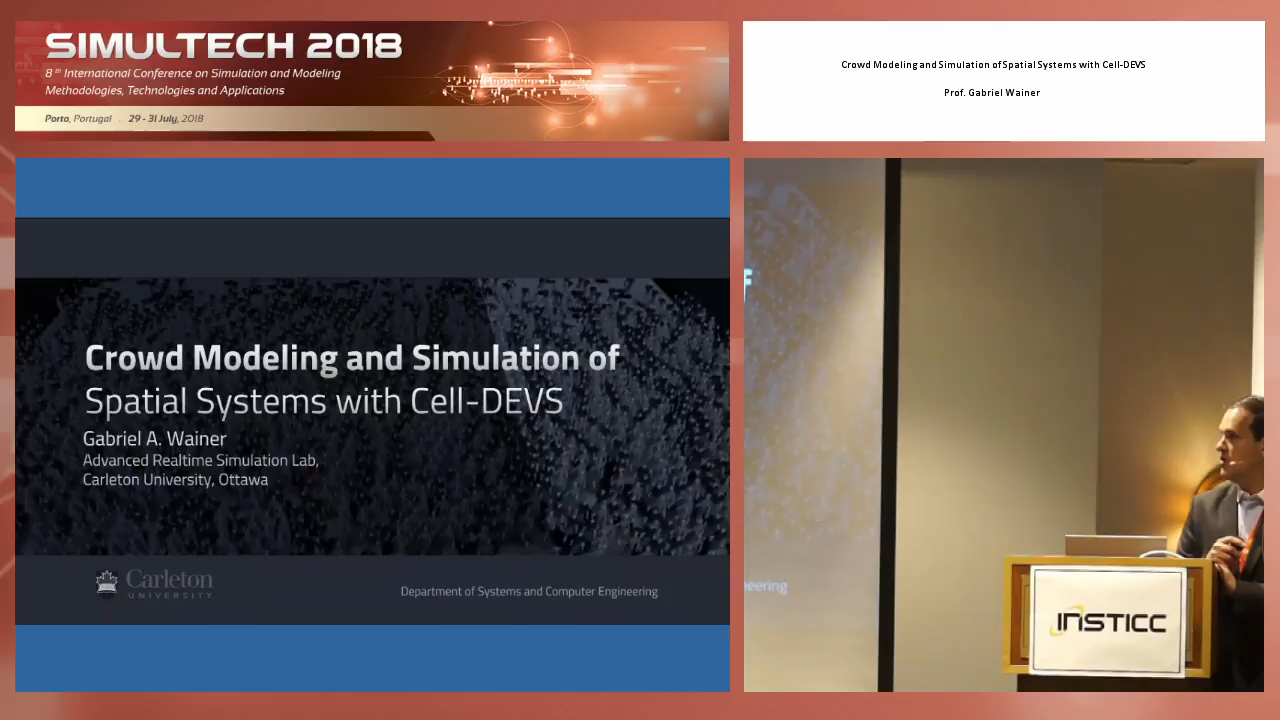 SIMULTECH 2018
8th International Conference on Simulation and Modeling
Methodologies, Technologies and Applications
Porto, Portugal . 29 - 31 July, 2018
Crowd Modeling and Simulation of Spatial Systems with Cell-DEVS
Prof. Gabriel Wainer
Crowd Modeling and Simulation of
Spatial Systems with Cell-DEVS
Gabriel A. Wainer
Advanced Realtime Simulation Lab,
Carleton University, Ottawa
Carleton
UNIVERSITY
Department of Systems and Computer Engineering
f
eering
INSTICC